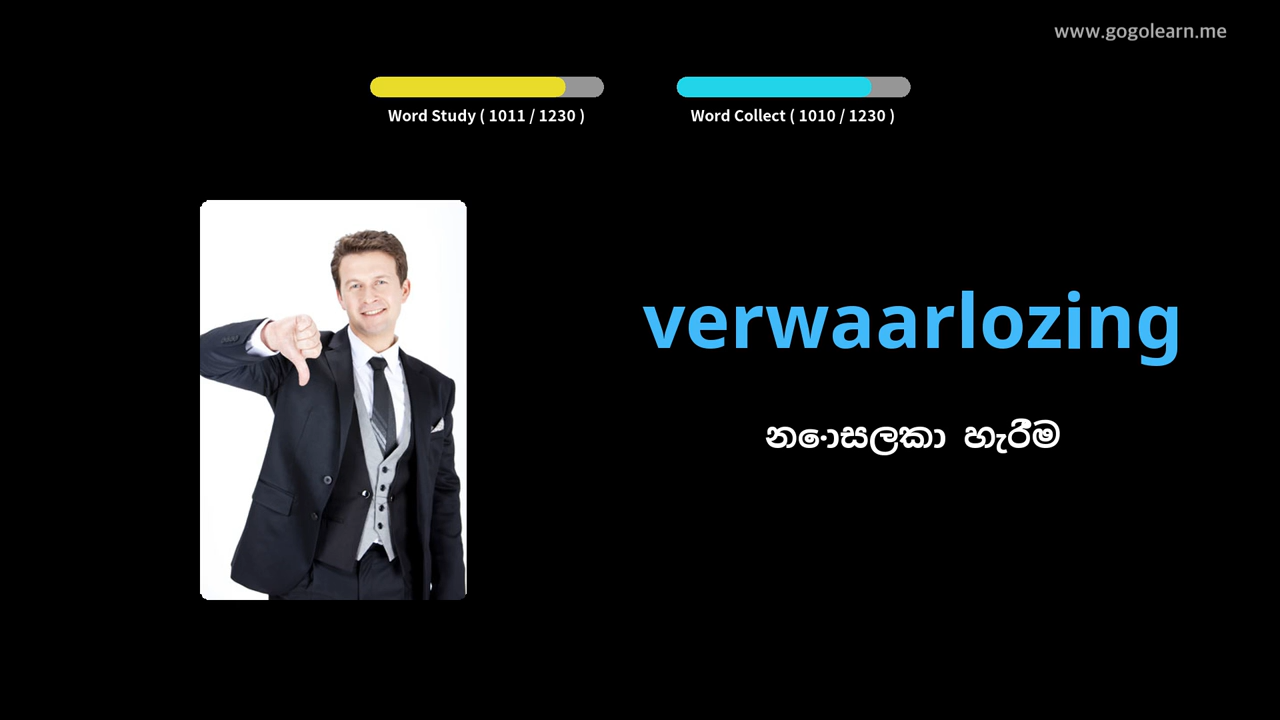 www.gogolearn.me
Word Study ( 1011 / 1230 )
Word Collect ( 1010 / 1230 )
verwaarlozing
නොසලකා හැරීම